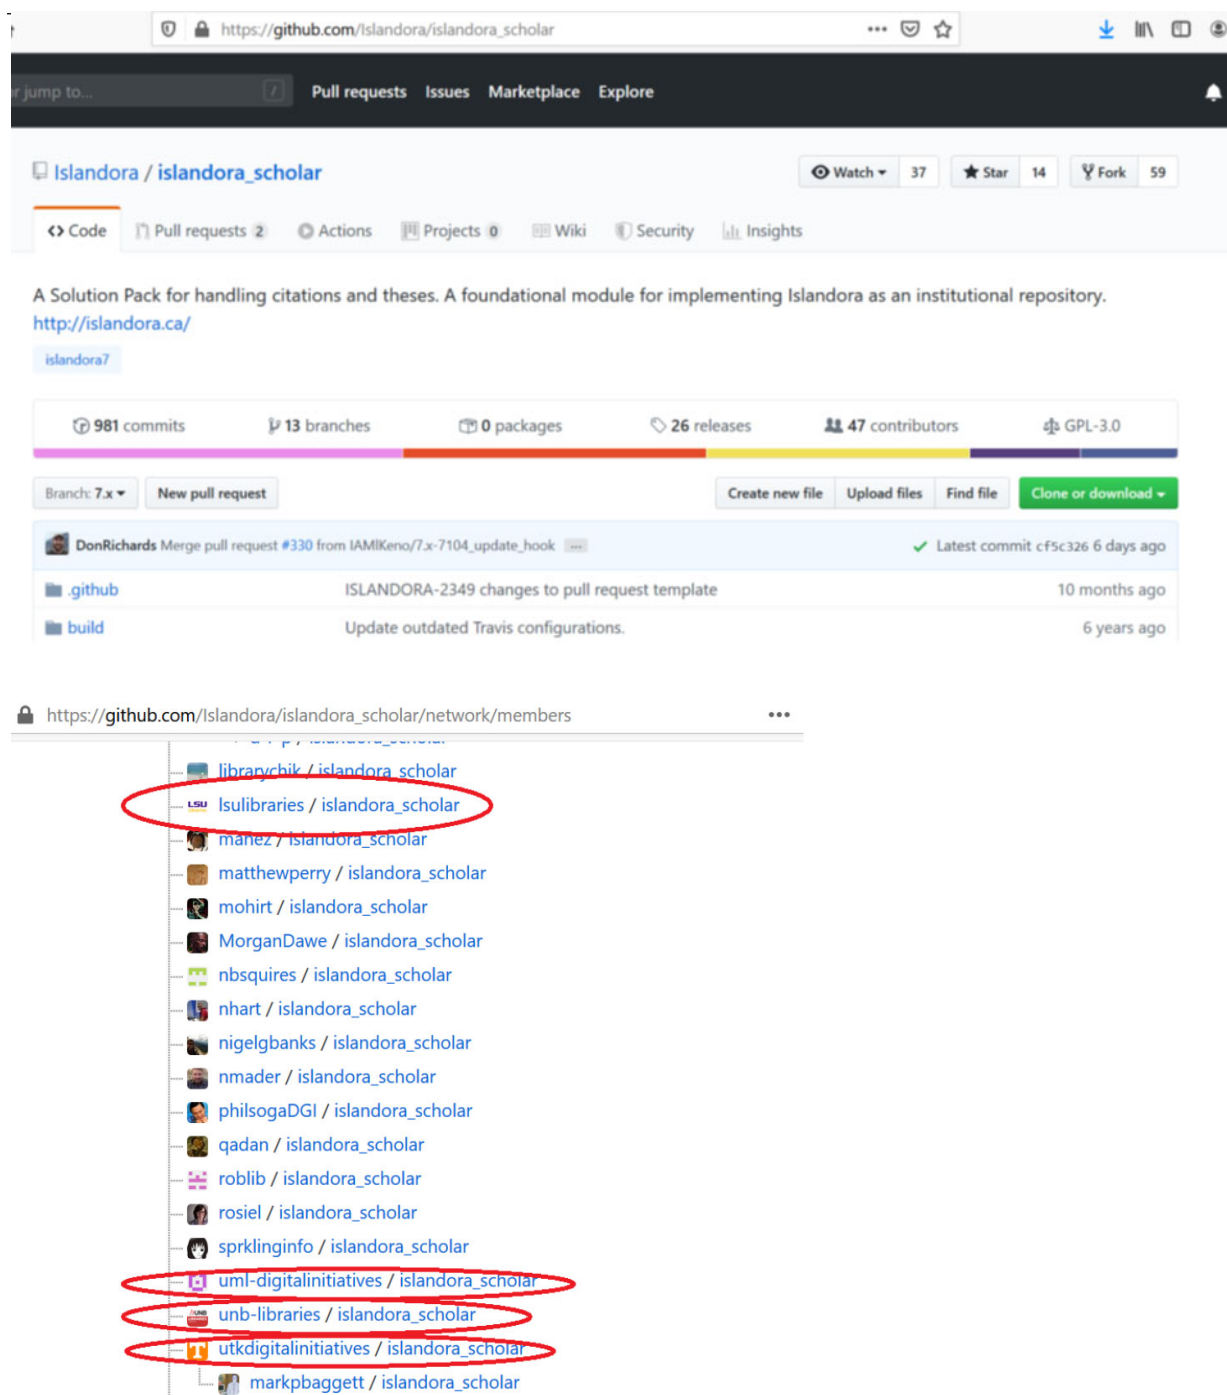 https://github.com/Islandora/islandora_scholar
r jump to... / Pull requests Issues Marketplace Explore
Islandora / islandora_scholar Watch 37 Star 14 Fork 59
Code Pull requests 2 Actions Projects 0 Wiki Security Insights
A Solution Pack for handling citations and theses. A foundational module for implementing Islandora as an institutional repository.
http://islandora.ca/
islandora7
981 commits 13 branches 0 packages 26 releases 47 contributors GPL-3.0
Branch: 7.x New pull request Create new file Upload files Find file Clone or download
DonRichards Merge pull request #330 from IAMIKeno/7.x-7104_update_hook ... Latest commit cf5c326 6 days ago
.github ISLANDORA-2349 changes to pull request template 10 months ago
build Update outdated Travis configurations. 6 years ago
https://github.com/Islandora/islandora_scholar/network/members
/ islandora_scholar
librarychik / islandora_scholar
LSU lsulibraries / islandora_scholar
manez / islandora_scholar
matthewperry / islandora_scholar
mohirt / islandora_scholar
MorganDawe / islandora_scholar
nbsquires / islandora_scholar
nhart / islandora_scholar
nigelgbanks / islandora_scholar
nmader / islandora_scholar
philsogaDGI / islandora_scholar
qadan / islandora_scholar
roblib / islandora_scholar
rosiel / islandora_scholar
sprklinginfo / islandora_scholar
uml-digitalinitiatives / islandora_scholar
unb-libraries / islandora_scholar
T utkdigitalinitiatives / islandora_scholar
markpbaggett / islandora_scholar